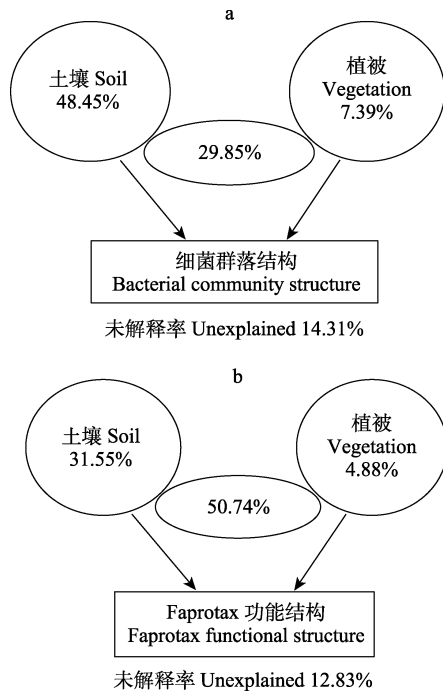 a
土壤 Soil
48.45%
植被
Vegetation
7.39%
29.85%
细菌群落结构
Bacterial community structure
未解释率 Unexplained 14.31%
b
土壤 Soil
31.55%
植被
Vegetation
4.88%
50.74%
Faprotax 功能结构
Faprotax functional structure
未解释率 Unexplained 12.83%